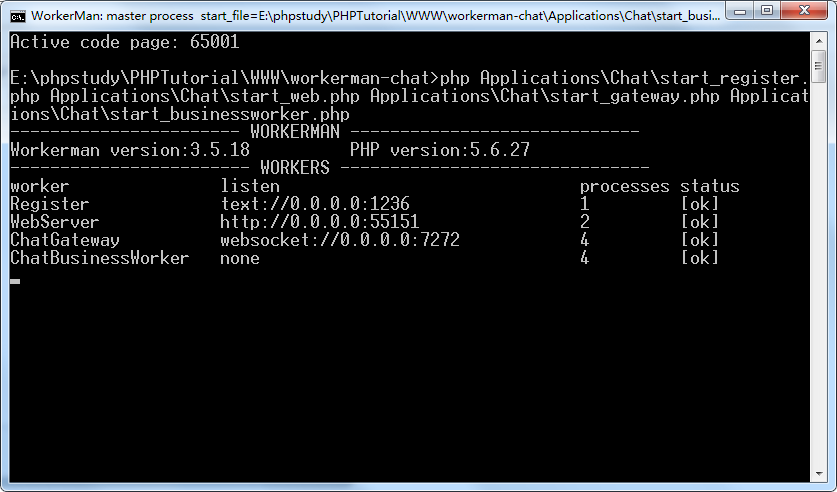 WorkerMan: master process  start_file=E:\phpstudy\PHPTutorial\WWW\workerman-chat\Applications\Chat\start_busi...
Active code page: 65001
E:\phpstudy\PHPTutorial\WWW\workerman-chat>php Applications\Chat\start_register.
php Applications\Chat\start_web.php Applications\Chat\start_gateway.php Applicat
ions\Chat\start_businessworker.php
----------------------- WORKERMAN -----------------------------
Workerman version:3.5.18          PHP version:5.6.27
------------------------ WORKERS -------------------------------
worker               listen                              processes status
Register             text://0.0.0.0:1236                 1         [ok]
WebServer            http://0.0.0.0:55151                2         [ok]
ChatGateway          websocket://0.0.0.0:7272            4         [ok]
ChatBusinessWorker   none                                4         [ok]